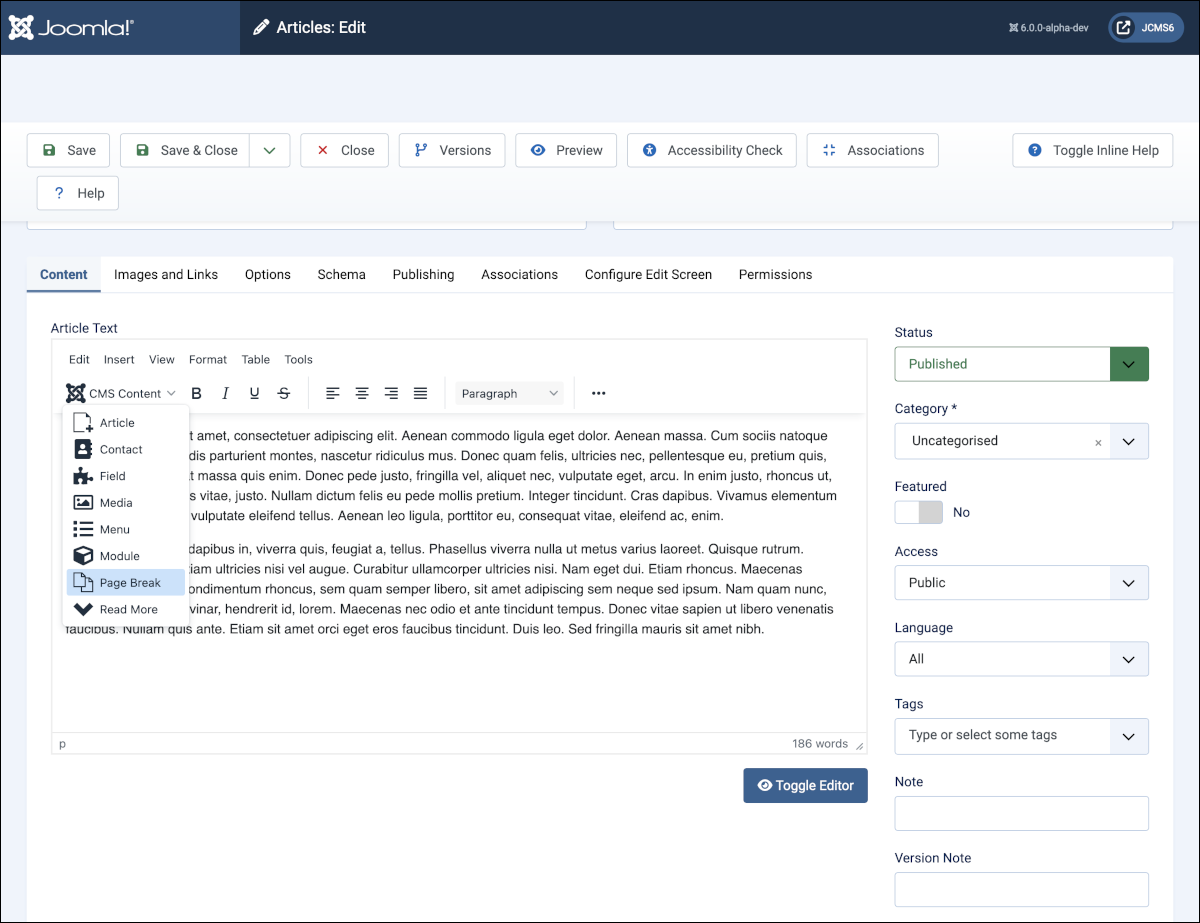 Joomla!® Articles: Edit 6.0.0-alpha-dev JCMS6
Save Save & Close Close Versions Preview Accessibility Check Associations Toggle Inline Help
? Help
Content Images and Links Options Schema Publishing Associations Configure Edit Screen Permissions
Article Text
Edit Insert View Format Table Tools
CMS Content B I U S Paragraph ...
Article
Contact
Field
Media
Menu
Module
Page Break
Read More
t amet, consectetuer adipiscing elit. Aenean commodo ligula eget dolor. Aenean massa. Cum sociis natoque
dis parturient montes, nascetur ridiculus mus. Donec quam felis, ultricies nec, pellentesque eu, pretium quis,
t massa quis enim. Donec pede justo, fringilla vel, aliquet nec, vulputate eget, arcu. In enim justo, rhoncus ut,
s vitae, justo. Nullam dictum felis eu pede mollis pretium. Integer tincidunt. Cras dapibus. Vivamus elementum
vulputate eleifend tellus. Aenean leo ligula, porttitor eu, consequat vitae, eleifend ac, enim.
dapibus in, viverra quis, feugiat a, tellus. Phasellus viverra nulla ut metus varius laoreet. Quisque rutrum.
tiam ultricies nisi vel augue. Curabitur ullamcorper ultricies nisi. Nam eget dui. Etiam rhoncus. Maecenas
ondimentum rhoncus, sem quam semper libero, sit amet adipiscing sem neque sed ipsum. Nam quam nunc,
vinar, hendrerit id, lorem. Maecenas nec odio et ante tincidunt tempus. Donec vitae sapien ut libero venenatis
faucibus. Nullam quis ante. Etiam sit amet orci eget eros faucibus tincidunt. Duis leo. Sed fringilla mauris sit amet nibh.
p 186 words
Toggle Editor
Status
Published
Category *
Uncategorised ×
Featured
No
Access
Public
Language
All
Tags
Type or select some tags
Note
Version Note